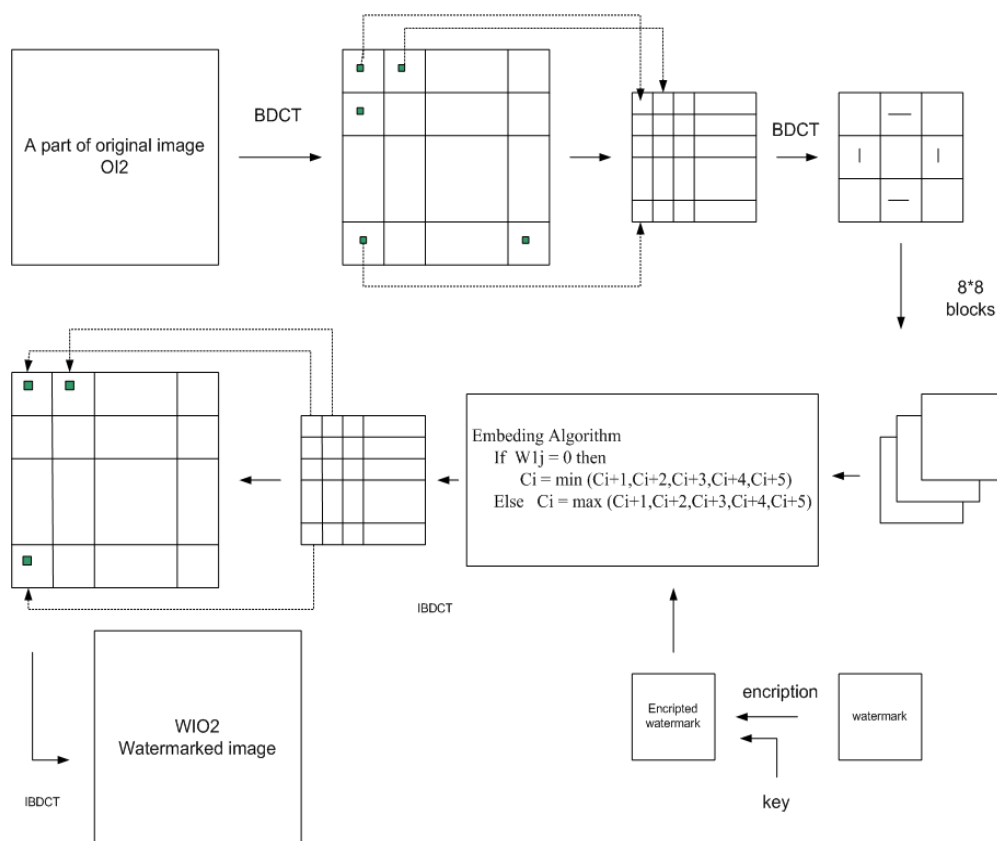 A part of original image
OI2
BDCT
BDCT
8*8
blocks
Embeding Algorithm
If W1j = 0 then
Ci = min (Ci+1,Ci+2,Ci+3,Ci+4,Ci+5)
Else Ci = max (Ci+1,Ci+2,Ci+3,Ci+4,Ci+5)
IBDCT
WIO2
Watermarked image
IBDCT
Encripted
watermark
encription
watermark
key